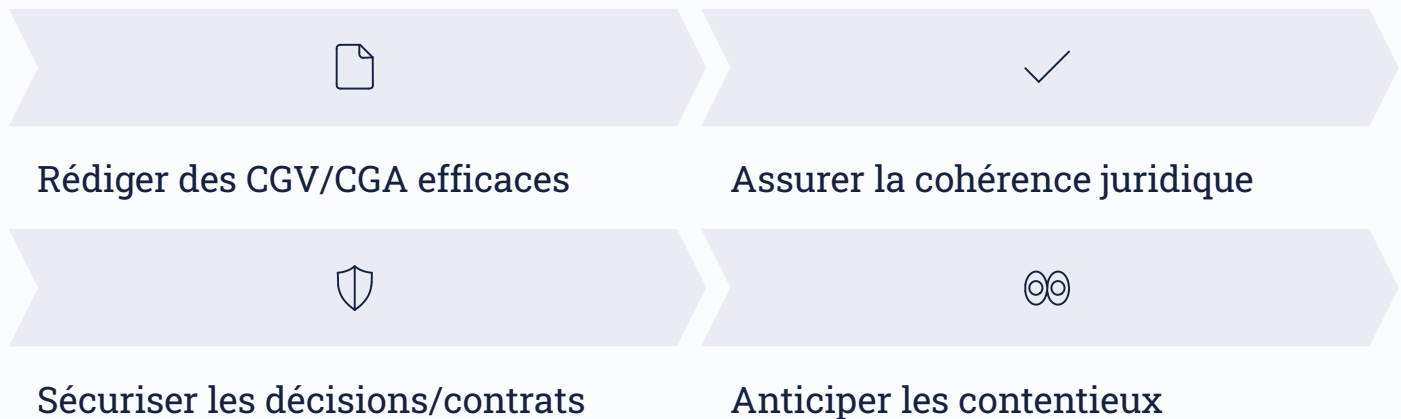 Rédiger des CGV/CGA efficaces
Assurer la cohérence juridique
Sécuriser les décisions/contrats
Anticiper les contentieux